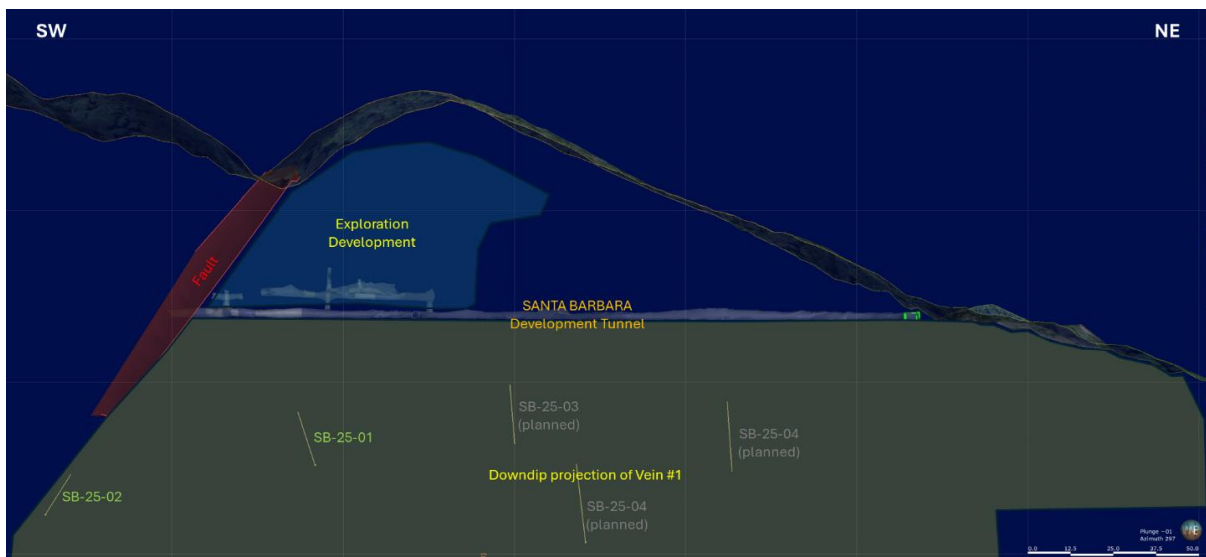 SW
NE
Exploration
Development
Fault
SANTA BARBARA
Development Tunnel
SB-25-03
(planned)
SB-25-04
(planned)
SB-25-01
Downdip projection of Vein #1
SB-25-02
SB-25-04
(planned)
Plunge -01
Azimuth 297
E
0.0 12.5 25.0 37.5 50.0